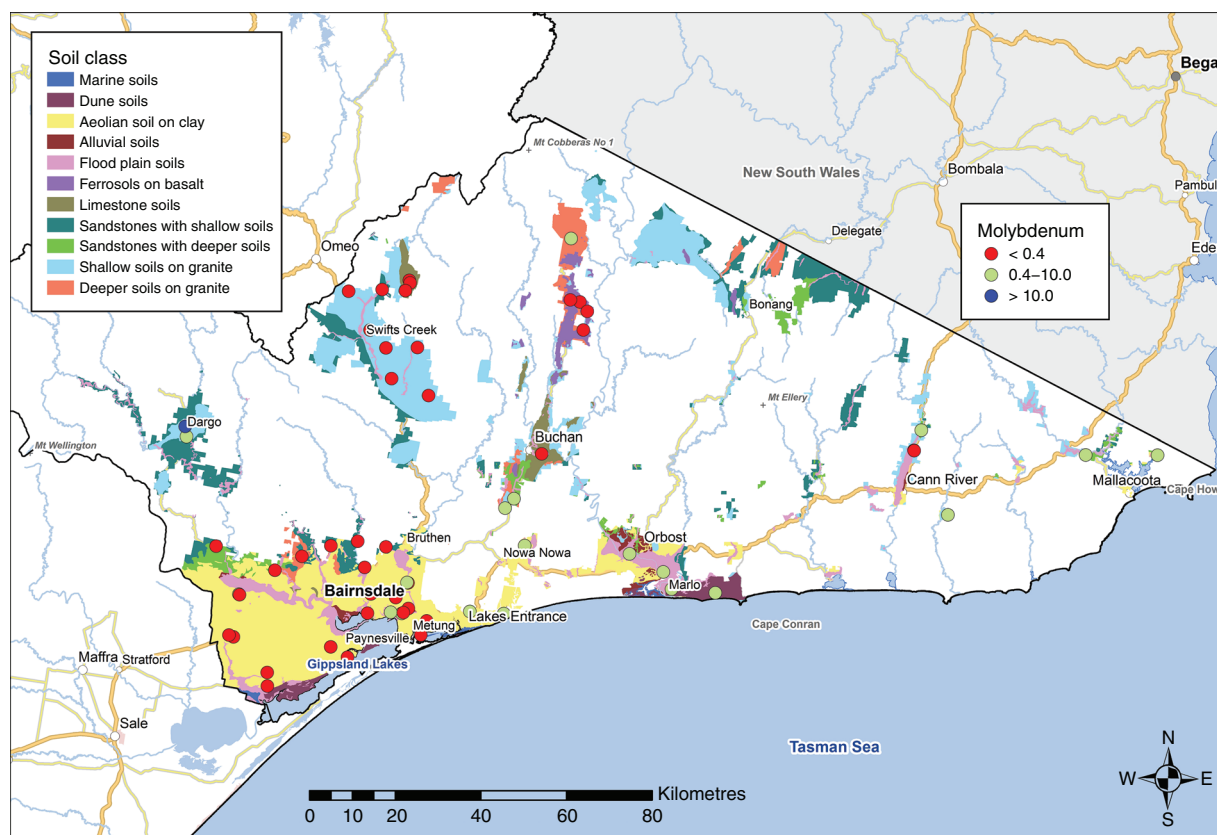 Soil class
Marine soils
Dune soils
Aeolian soil on clay
Alluvial soils
Flood plain soils
Ferrosols on basalt
Limestone soils
Sandstones with shallow soils
Sandstones with deeper soils
Shallow soils on granite
Deeper soils on granite
Bega
Mt Cobberas No 1
New South Wales
Bombala
Pambul
Molybdenum
< 0.4
0.4–10.0
> 10.0
Delegate
Ede
Omeo
Bonang
Swifts Creek
Mt Ellery
Dargo
Mt Wellington
Buchan
Cann River
Mallacoota
Cape How
Bruthen
Nowa Nowa
Orbost
Bairnsdale
Marlo
Lakes Entrance
Metung
Cape Conran
Paynesville
Gippsland Lakes
Maffra
Stratford
Sale
Tasman Sea
N
W
E
S
Kilometres
0
10
20
40
60
80